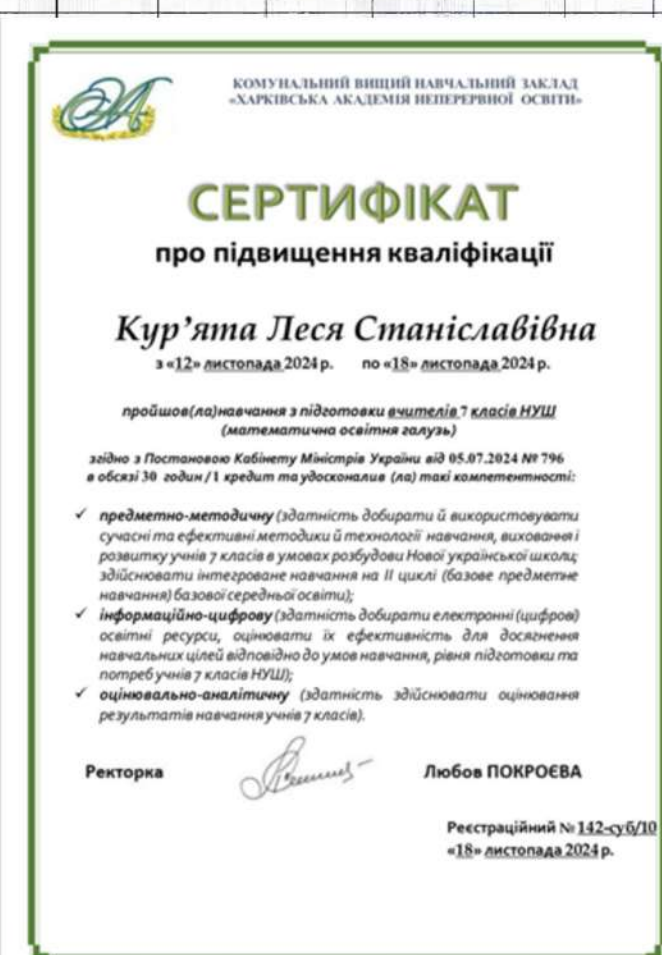 КОМУНАЛЬНИЙ ВИЩИЙ НАВЧАЛЬНИЙ ЗАКЛАД
«ХАРКІВСЬКА АКАДЕМІЯ НЕПЕРЕРВНОЇ ОСВІТИ»
СЕРТИФІКАТ
про підвищення кваліфікації
Кур’ята Леся Станіславівна
з «12» листопада 2024 р. по «18» листопада 2024 р.
пройшов(ла)навчання з підготовки вчителів 7 класів НУШ
(математична освітня галузь)
згідно з Постановою Кабінету Міністрів України від 05.07.2024 № 796
в обсязі 30 годин / 1 кредит та удосконалив (ла) такі компетентності:
✓ предметно-методичну (здатність добирати й використовувати
сучасні та ефективні методики й технології навчання, виховання і
розвитку учнів 7 класів в умовах розбудови Нової української школи;
здійснювати інтегроване навчання на ІІ циклі (базове предметне
навчання) базової середньої освіти);
✓ інформаційно-цифрову (здатність добирати електронні (цифрові)
освітні ресурси, оцінювати їх ефективність для досягнення
навчальних цілей відповідно до умов навчання, рівня підготовки та
потреб учнів 7 класів НУШ);
✓ оцінювально-аналітичну (здатність здійснювати оцінювання
результатів навчання учнів 7 класів).
Ректорка Любов ПОКРОЄВА
Реєстраційний № 142-суб/10
«18» листопада 2024 р.